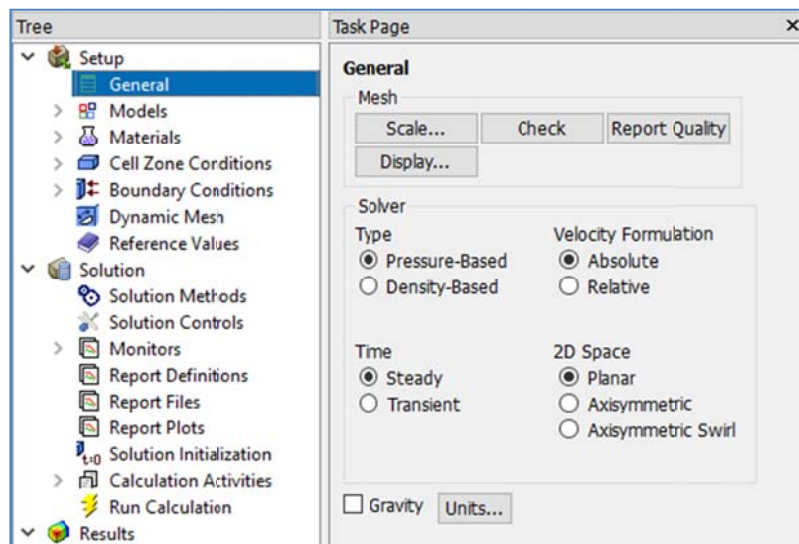 Tree
Setup
General
Models
Materials
Cell Zone Conditions
Boundary Conditions
Dynamic Mesh
Reference Values
Solution
Solution Methods
Solution Controls
Monitors
Report Definitions
Report Files
Report Plots
t=0 Solution Initialization
Calculation Activities
Run Calculation
Results
Task Page
General
Mesh
Scale... Check Report Quality
Display...
Solver
Type Velocity Formulation
Pressure-Based Absolute
Density-Based Relative
Time 2D Space
Steady Planar
Transient Axisymmetric
Axisymmetric Swirl
Gravity Units...